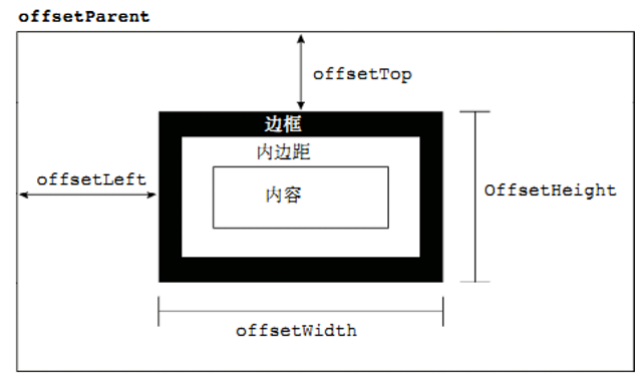 offsetParent
offsetTop
边框
内边距
offsetLeft
内容
OffsetHeight
offsetWidth